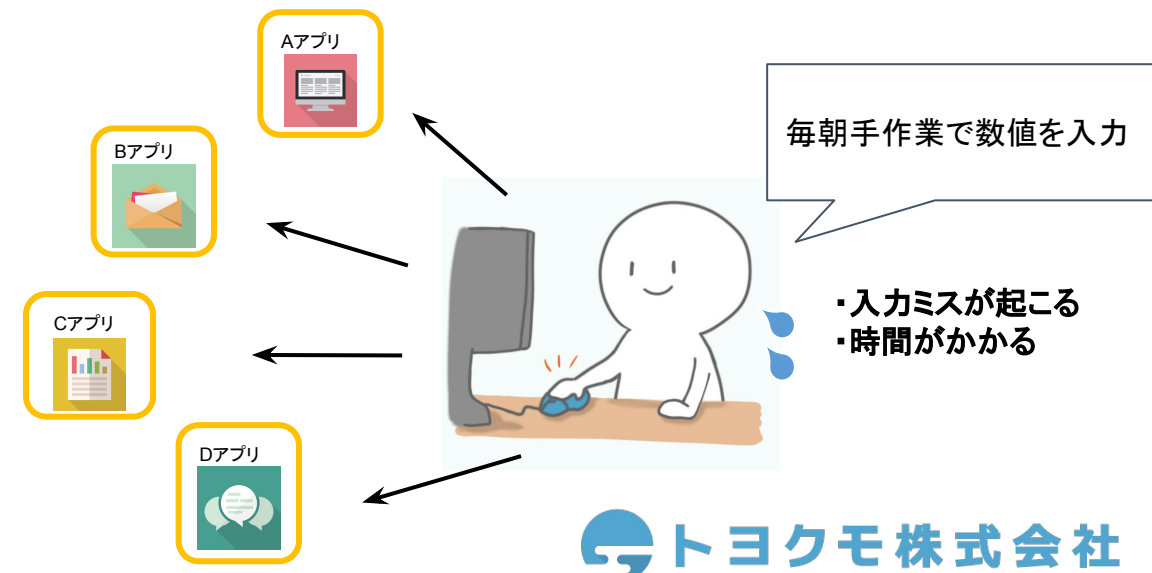 Aアプリ
Bアプリ
Cアプリ
Dアプリ
毎朝手作業で数値を入力
・入力ミスが起こる
・時間がかかる
トヨクモ株式会社